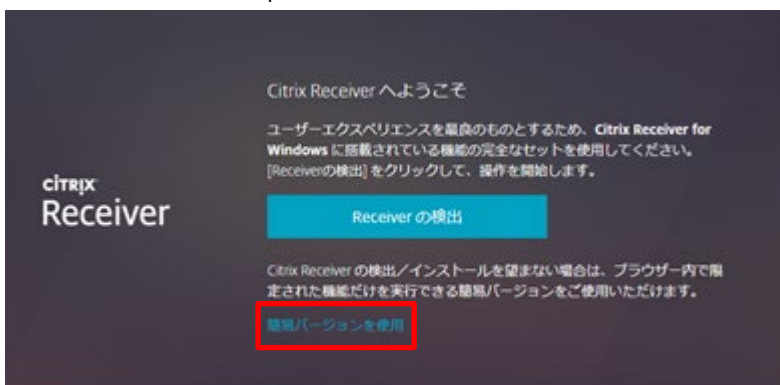 Citrix Receiver へようこそ
ユーザーエクスペリエンスを最良のものとするため、Citrix Receiver for
Windows に搭載されている機能の完全なセットを使用してください。
[Receiverの検出] をクリックして、操作を開始します。
CITRIX
Receiver
Receiver の検出
Citrix Receiver の検出/インストールを望まない場合は、ブラウザー内で限
定された機能だけを実行できる簡易バージョンをご使用いただけます。
簡易バージョンを使用